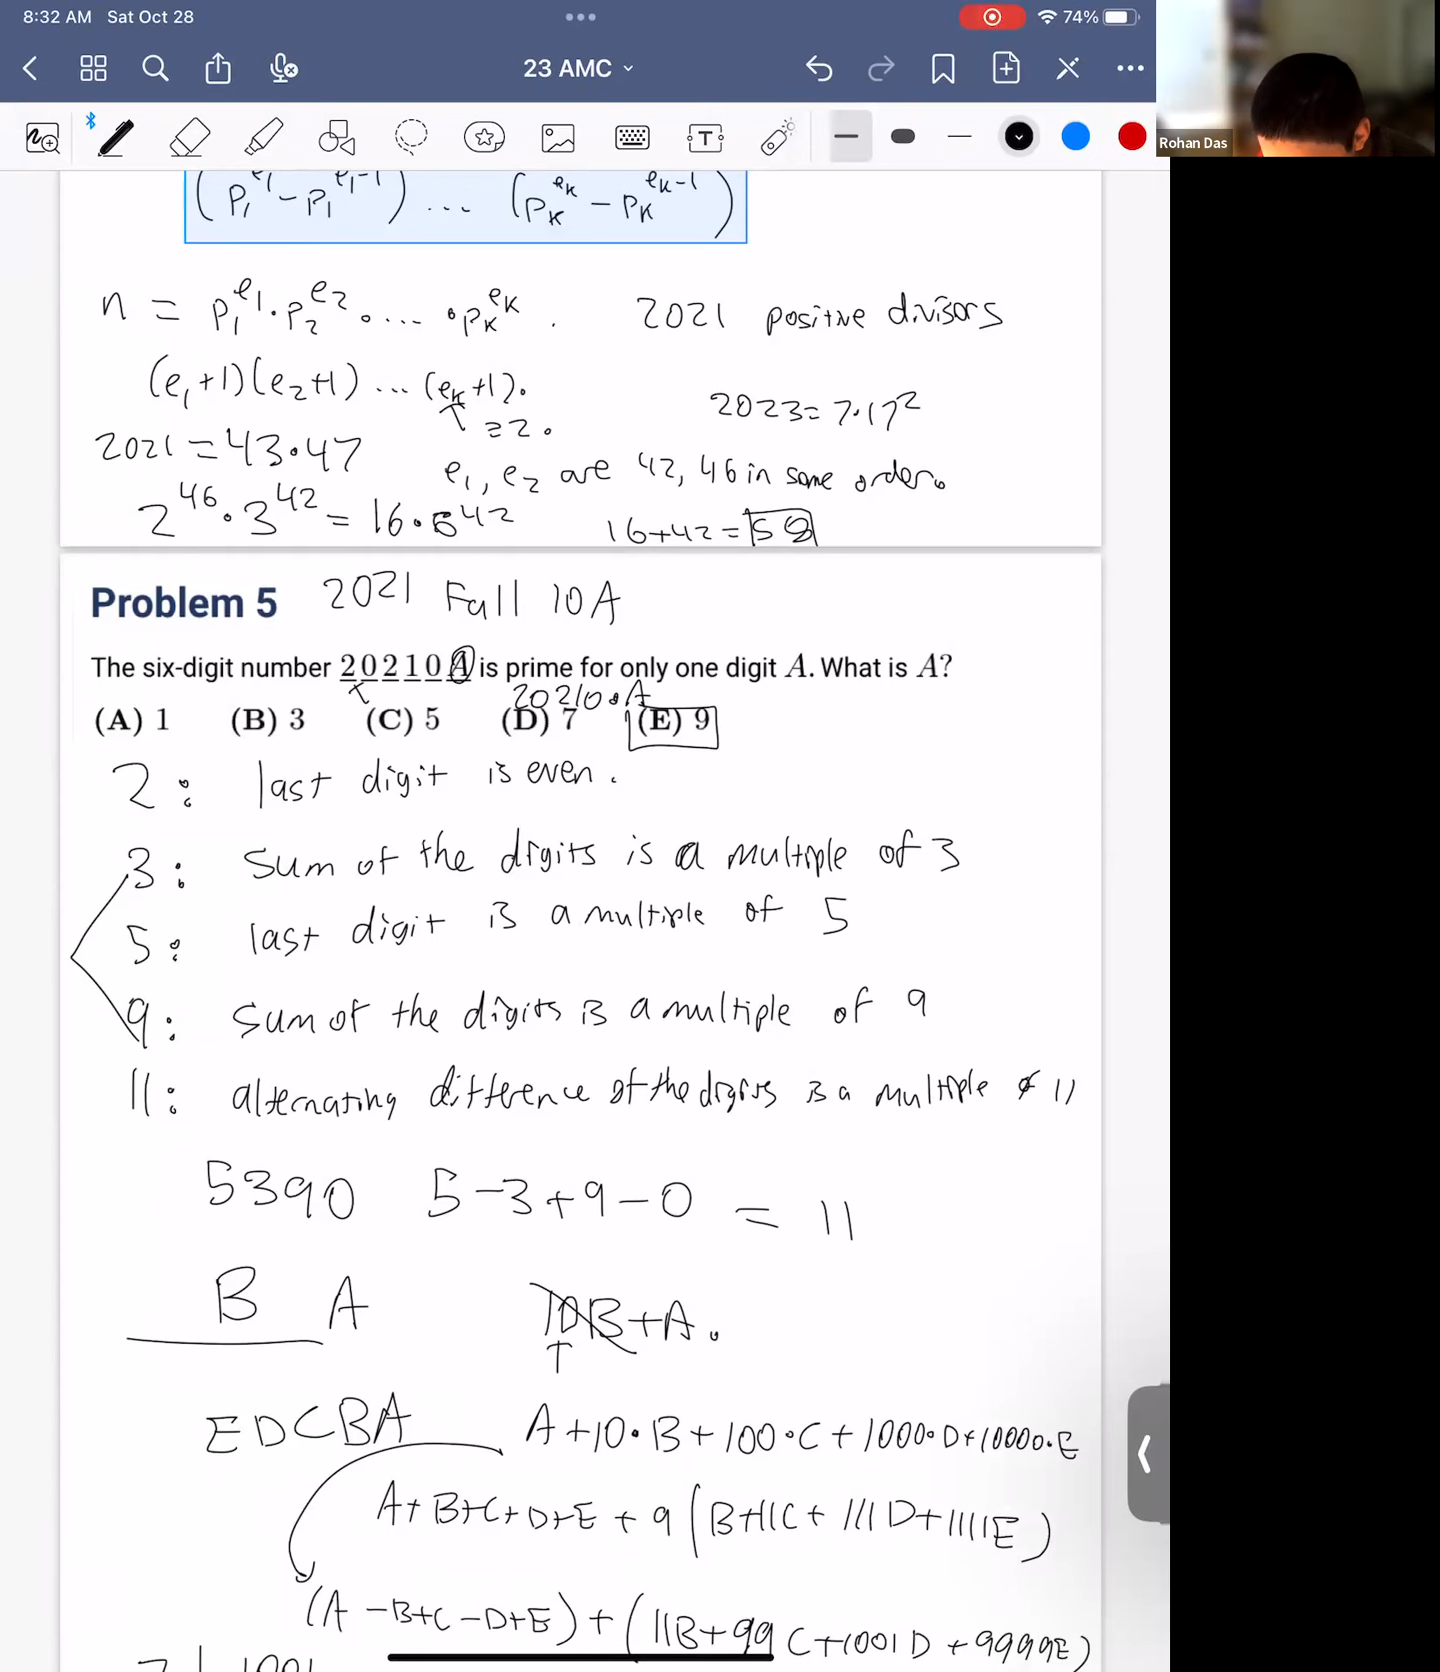 8:32 AM Sat Oct 28
74%
23 AMC
T
Rohan Das
(p₁^e₁ − p₁^(e₁−1)) ... (p_K^e_K − p_K^(e_K−1))
n = p₁^e₁ · p₂^e₂ · ... · p_K^e_K .
2021 positive divisors
(e₁+1)(e₂+1) ... (e_k+1).
2023 = 7·17²
2021 = 43·47
= 2.
e₁, e₂ are 42, 46 in some order.
2^46 · 3^42 = 16·6^42
16+42 = 58
Problem 5 2021 Fall 10A
The six-digit number 2 0 2 1 0 A is prime for only one digit A. What is A?
20210·A
(A) 1 (B) 3 (C) 5 (D) 7 (E) 9
2: last digit is even.
3: sum of the digits is a multiple of 3
5: last digit is a multiple of 5
9: sum of the digits is a multiple of 9
11: alternating difference of the digits is a multiple of 11
5390 5−3+9−0 = 11
B A 10B+A.
EDCBA A+10·B+100·C+1000·D+10000·E
A+B+C+D+E + 9(B+11C+111D+1111E)
(A−B+C−D+E)+(11B+99C+1001D+9999E)